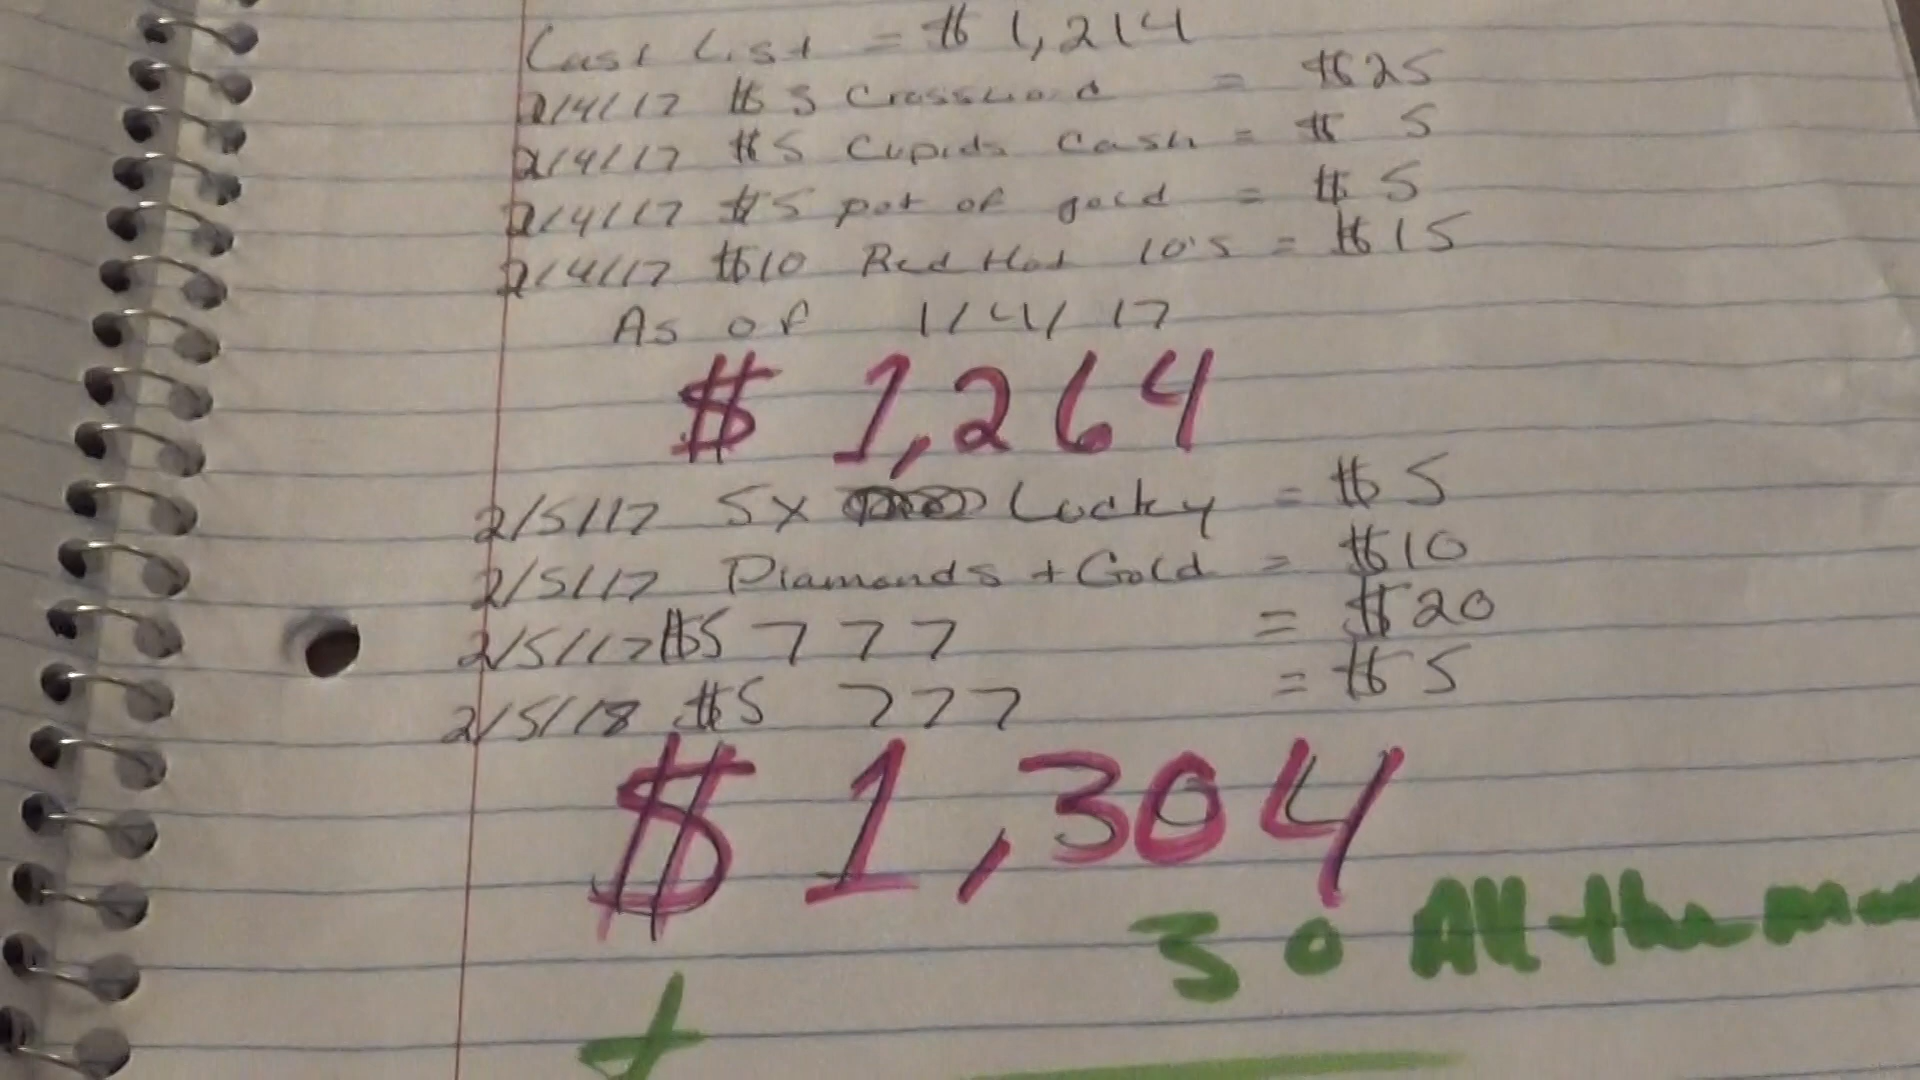 Last List = $ 1,214
2/4/17 $ 3 Crossword = $25
2/4/17 $5 Cupids Cash = $ 5
2/4/17 $5 pot of gold = $ 5
2/4/17 $10 Red Hot 10's = $15
As of 1/4/17
$ 1,264
2/5/17 5x Lucky = $ 5
2/5/17 Diamonds + Gold = $10
2/5/17 $5 777 = $20
2/5/18 $5 777 = $ 5
$ 1,304
30 All the
+